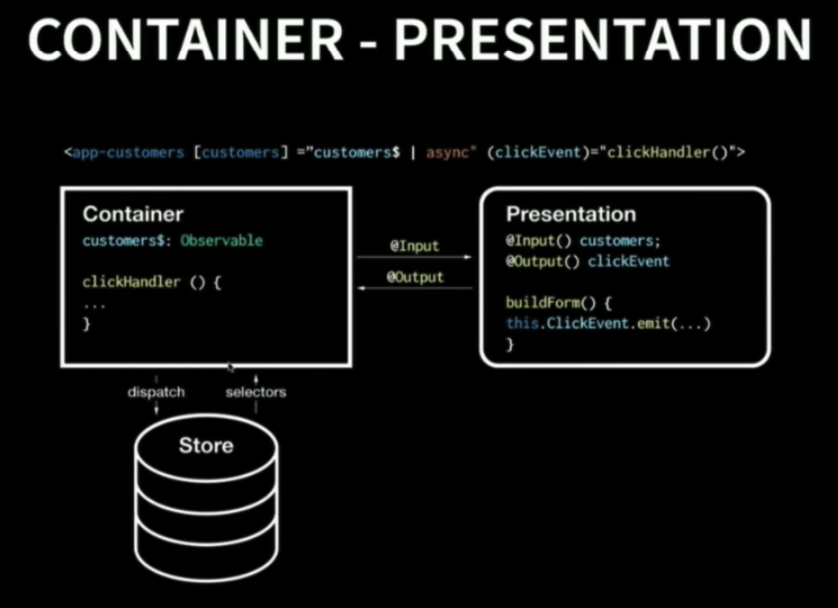 CONTAINER - PRESENTATION
<app-customers [customers] ="customers$ | async" (clickEvent)="clickHandler()">
Container
customers$: Observable
clickHandler () {
...
}
@Input
@Output
Presentation
@Input() customers;
@Output() clickEvent
buildForm() {
this.ClickEvent.emit(...)
}
dispatch
selectors
Store